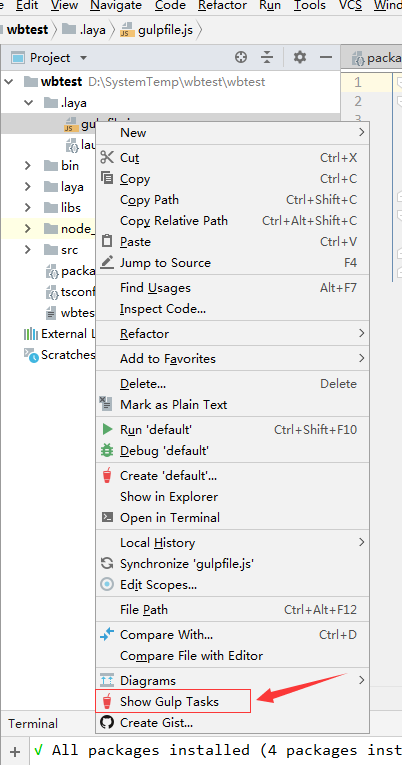 Edit View Navigate Code Refactor Run Tools VCS Windo
wbtest .laya gulpfile.js
Project
packa
wbtest D:\SystemTemp\wbtest\wbtest
1
.laya
2
gulpfile.js
3
lau
bin
laya
libs
node_
src
packa
tsconf
wbtes
External L
Scratches
New
Cut Ctrl+X
Copy Ctrl+C
Copy Path Ctrl+Shift+C
Copy Relative Path Ctrl+Alt+Shift+C
Paste Ctrl+V
Jump to Source F4
Find Usages Alt+F7
Inspect Code...
Refactor
Add to Favorites
Delete... Delete
Mark as Plain Text
Run 'default' Ctrl+Shift+F10
Debug 'default'
Create 'default'...
Show in Explorer
Open in Terminal
Local History
Synchronize 'gulpfile.js'
Edit Scopes...
File Path Ctrl+Alt+F12
Compare With... Ctrl+D
Compare File with Editor
Diagrams
Show Gulp Tasks
Create Gist...
Terminal
+ √ All packages installed (4 packages inst